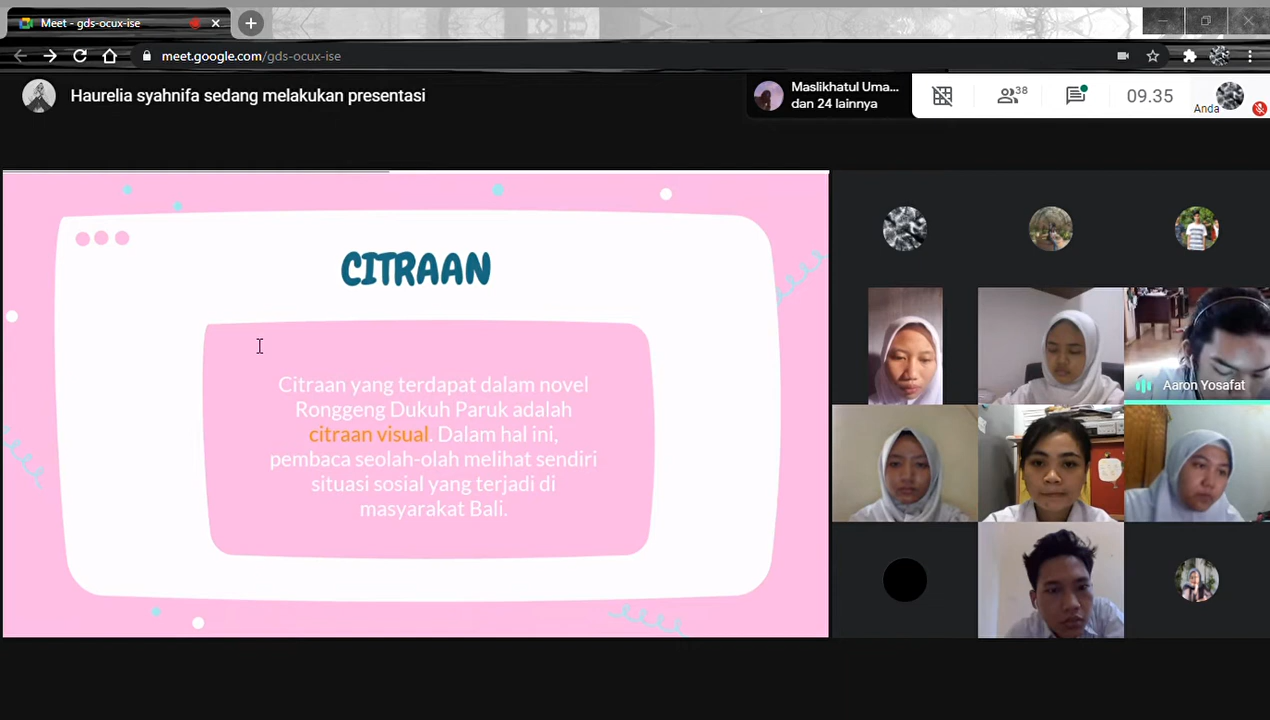 Meet - gds-ocux-ise
meet.google.com/gds-ocux-ise
Haurelia syahnifa sedang melakukan presentasi
Maslikhatul Uma...
dan 24 lainnya
38
09.35
Anda
CITRAAN
Citraan yang terdapat dalam novel
Ronggeng Dukuh Paruk adalah
citraan visual. Dalam hal ini,
pembaca seolah-olah melihat sendiri
situasi sosial yang terjadi di
masyarakat Bali.
Aaron Yosafat